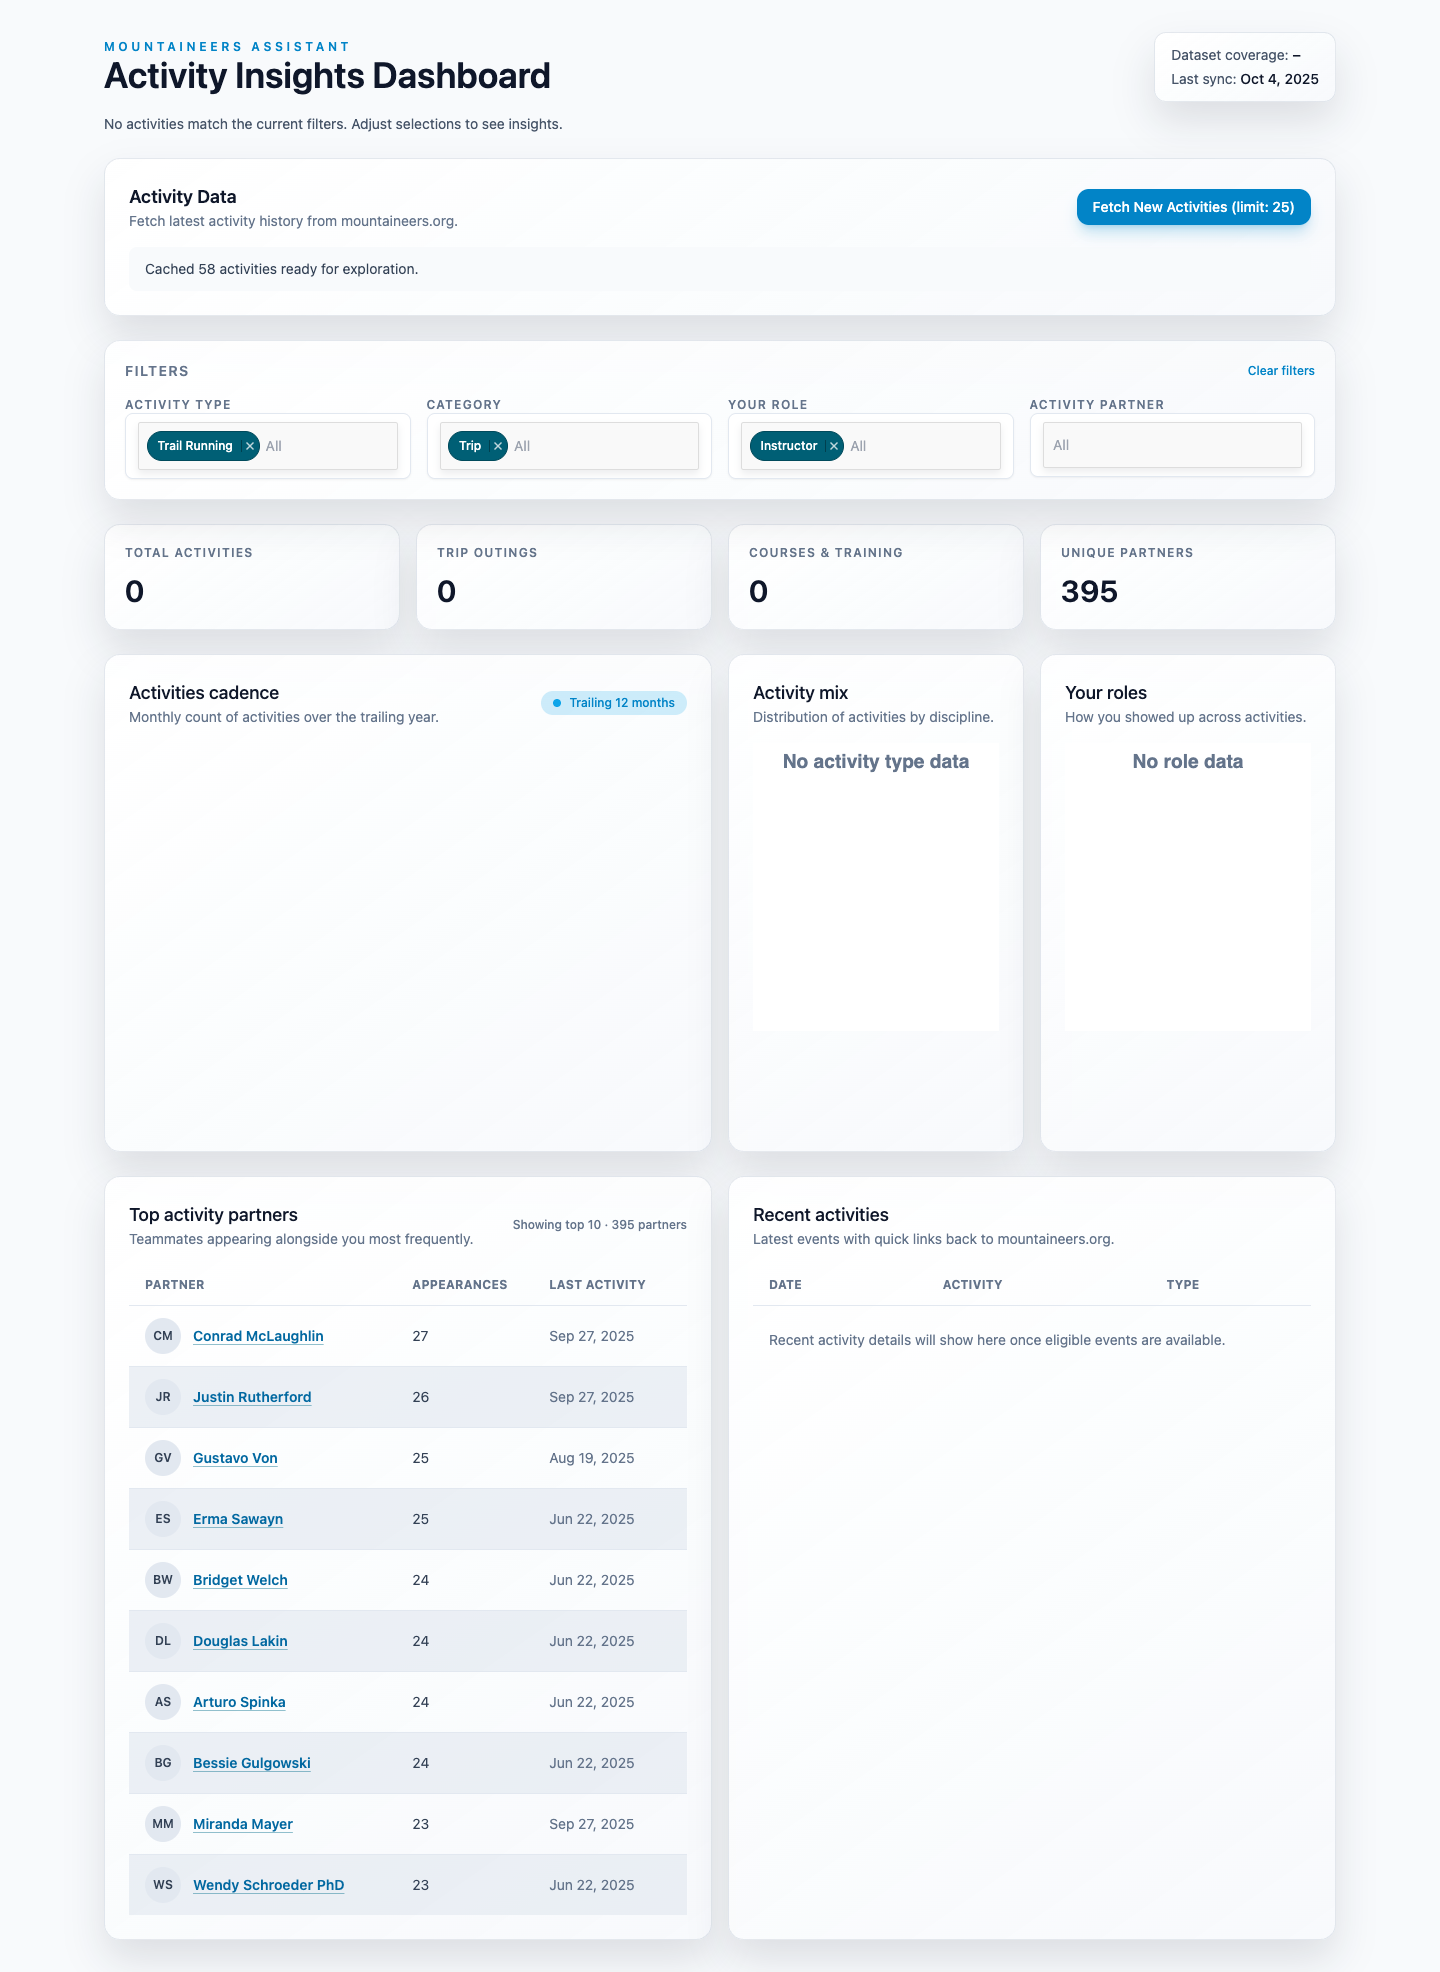 MOUNTAINEERS ASSISTANT
Activity Insights Dashboard
No activities match the current filters. Adjust selections to see insights.
Dataset coverage: –
Last sync: Oct 4, 2025
Activity Data
Fetch latest activity history from mountaineers.org.
Fetch New Activities (limit: 25)
Cached 58 activities ready for exploration.
FILTERS
Clear filters
ACTIVITY TYPE
Trail Running × All
CATEGORY
Trip × All
YOUR ROLE
Instructor × All
ACTIVITY PARTNER
All
TOTAL ACTIVITIES
0
TRIP OUTINGS
0
COURSES & TRAINING
0
UNIQUE PARTNERS
395
Activities cadence
Monthly count of activities over the trailing year.
Trailing 12 months
Activity mix
Distribution of activities by discipline.
No activity type data
Your roles
How you showed up across activities.
No role data
Top activity partners
Teammates appearing alongside you most frequently.
Showing top 10 · 395 partners
PARTNER APPEARANCES LAST ACTIVITY
CM Conrad McLaughlin 27 Sep 27, 2025
JR Justin Rutherford 26 Sep 27, 2025
GV Gustavo Von 25 Aug 19, 2025
ES Erma Sawayn 25 Jun 22, 2025
BW Bridget Welch 24 Jun 22, 2025
DL Douglas Lakin 24 Jun 22, 2025
AS Arturo Spinka 24 Jun 22, 2025
BG Bessie Gulgowski 24 Jun 22, 2025
MM Miranda Mayer 23 Sep 27, 2025
WS Wendy Schroeder PhD 23 Jun 22, 2025
Recent activities
Latest events with quick links back to mountaineers.org.
DATE ACTIVITY TYPE
Recent activity details will show here once eligible events are available.